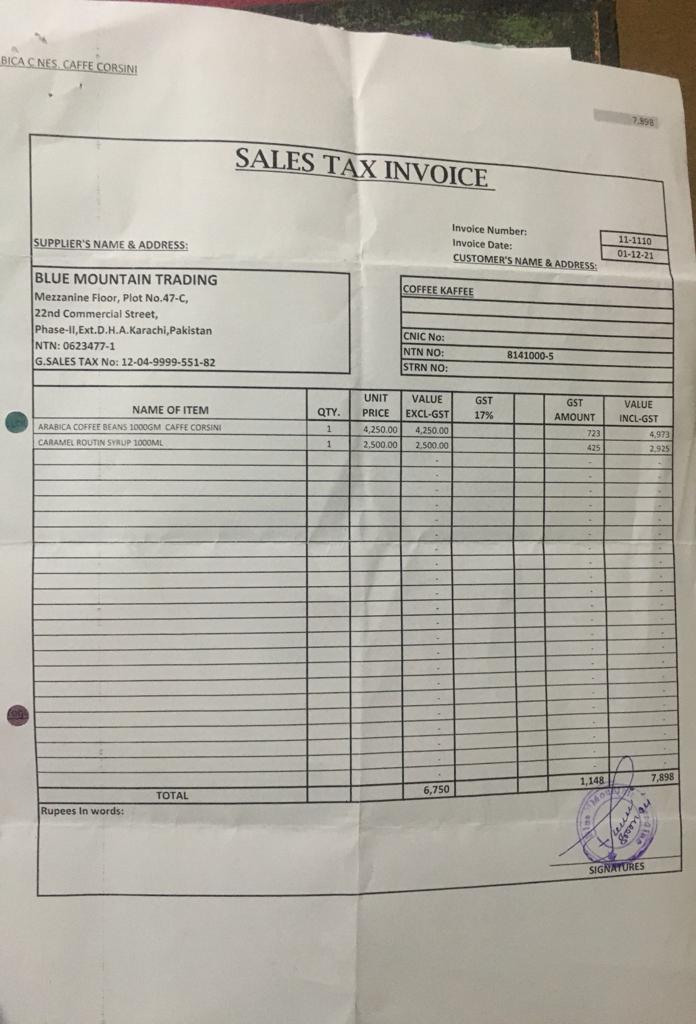 BICA C NES. CAFFE CORSINI
7,898
SALES TAX INVOICE
Invoice Number: 11-1110
Invoice Date: 01-12-21
SUPPLIER'S NAME & ADDRESS:
CUSTOMER'S NAME & ADDRESS:
BLUE MOUNTAIN TRADING
Mezzanine Floor, Plot No.47-C,
22nd Commercial Street,
Phase-II,Ext.D.H.A.Karachi,Pakistan
NTN: 0623477-1
G.SALES TAX No: 12-04-9999-551-82
COFFEE KAFFEE
CNIC No:
NTN NO: 8141000-5
STRN NO:
NAME OF ITEM QTY. UNIT PRICE VALUE EXCL-GST GST 17% GST AMOUNT VALUE INCL-GST
ARABICA COFFEE BEANS 1000GM CAFFE CORSINI 1 4,250.00 4,250.00 723 4,973
CARAMEL ROUTIN SYRUP 1000ML 1 2,500.00 2,500.00 425 2,925
TOTAL 6,750 1,148 7,898
Rupees In words:
SIGNATURES